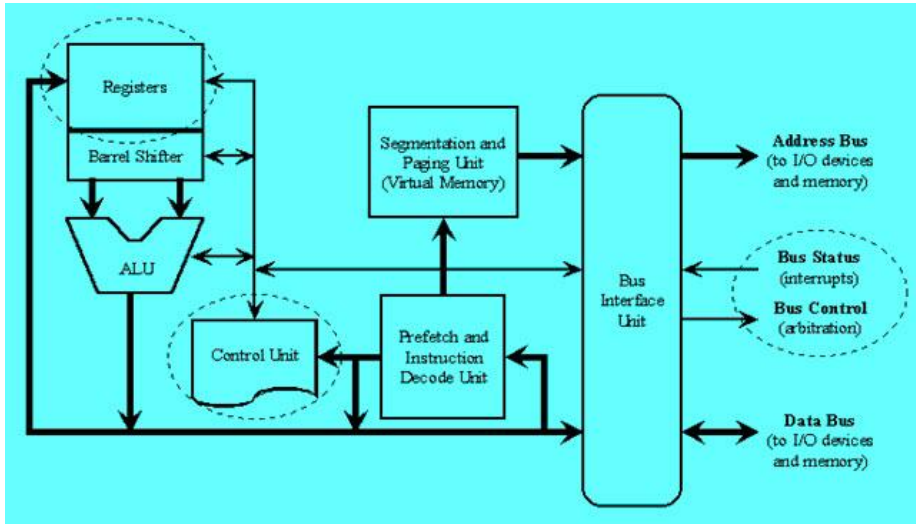 Registers
Barrel Shifter
ALU
Control Unit
Segmentation and
Paging Unit
(Virtual Memory)
Prefetch and
Instruction
Decode Unit
Bus
Interface
Unit
Address Bus
(to I/O devices
and memory)
Bus Status
(interrupts)
Bus Control
(arbitration)
Data Bus
(to I/O devices
and memory)